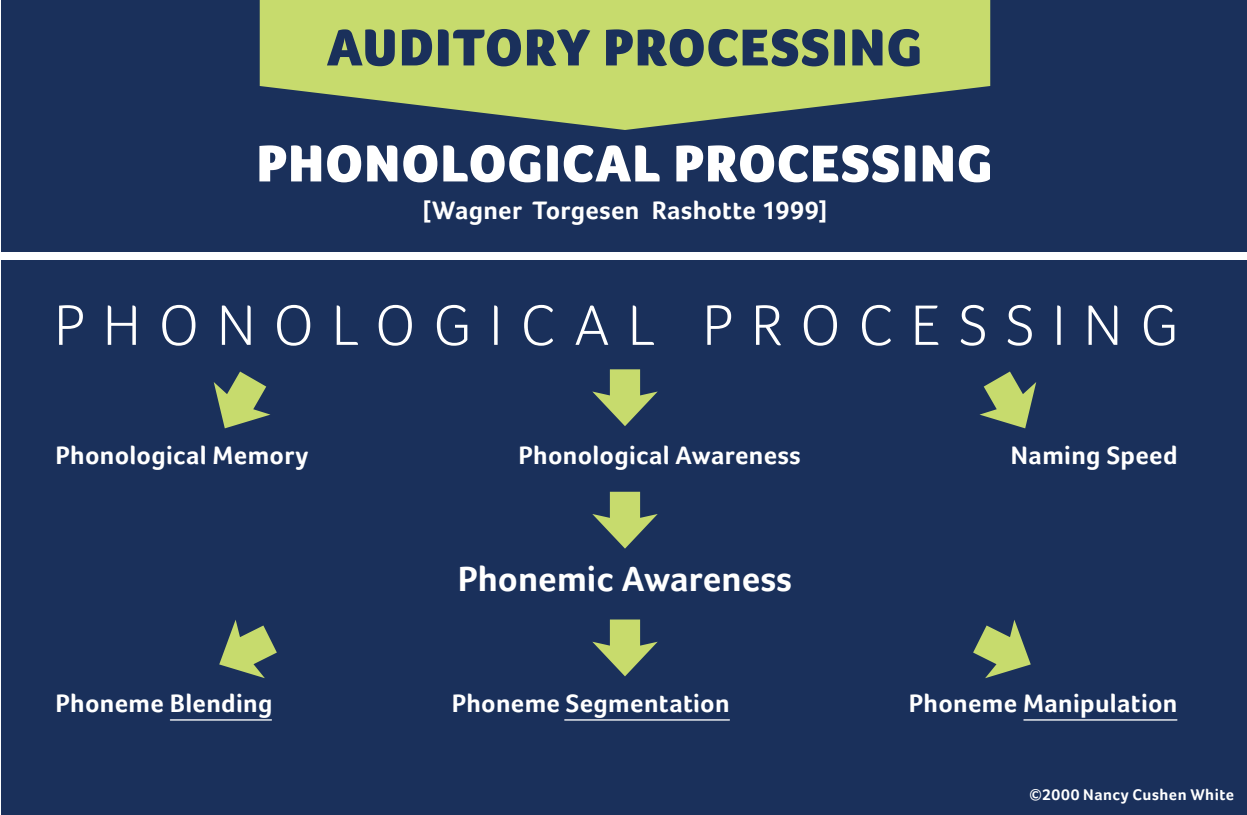 AUDITORY PROCESSING
PHONOLOGICAL PROCESSING
[Wagner Torgesen Rashotte 1999]
PHONOLOGICAL PROCESSING
Phonological Memory
Phonological Awareness
Naming Speed
Phonemic Awareness
Phoneme Blending
Phoneme Segmentation
Phoneme Manipulation
©2000 Nancy Cushen White